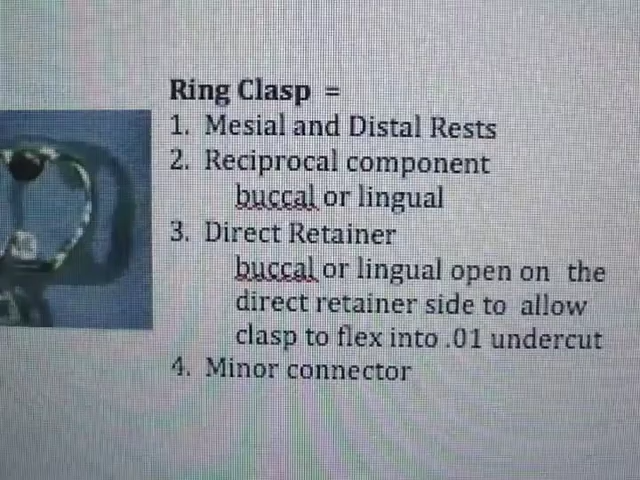 Ring Clasp =
1. Mesial and Distal Rests
2. Reciprocal component
buccal or lingual
3. Direct Retainer
buccal or lingual open on the
direct retainer side to allow
clasp to flex into .01 undercut
4. Minor connector